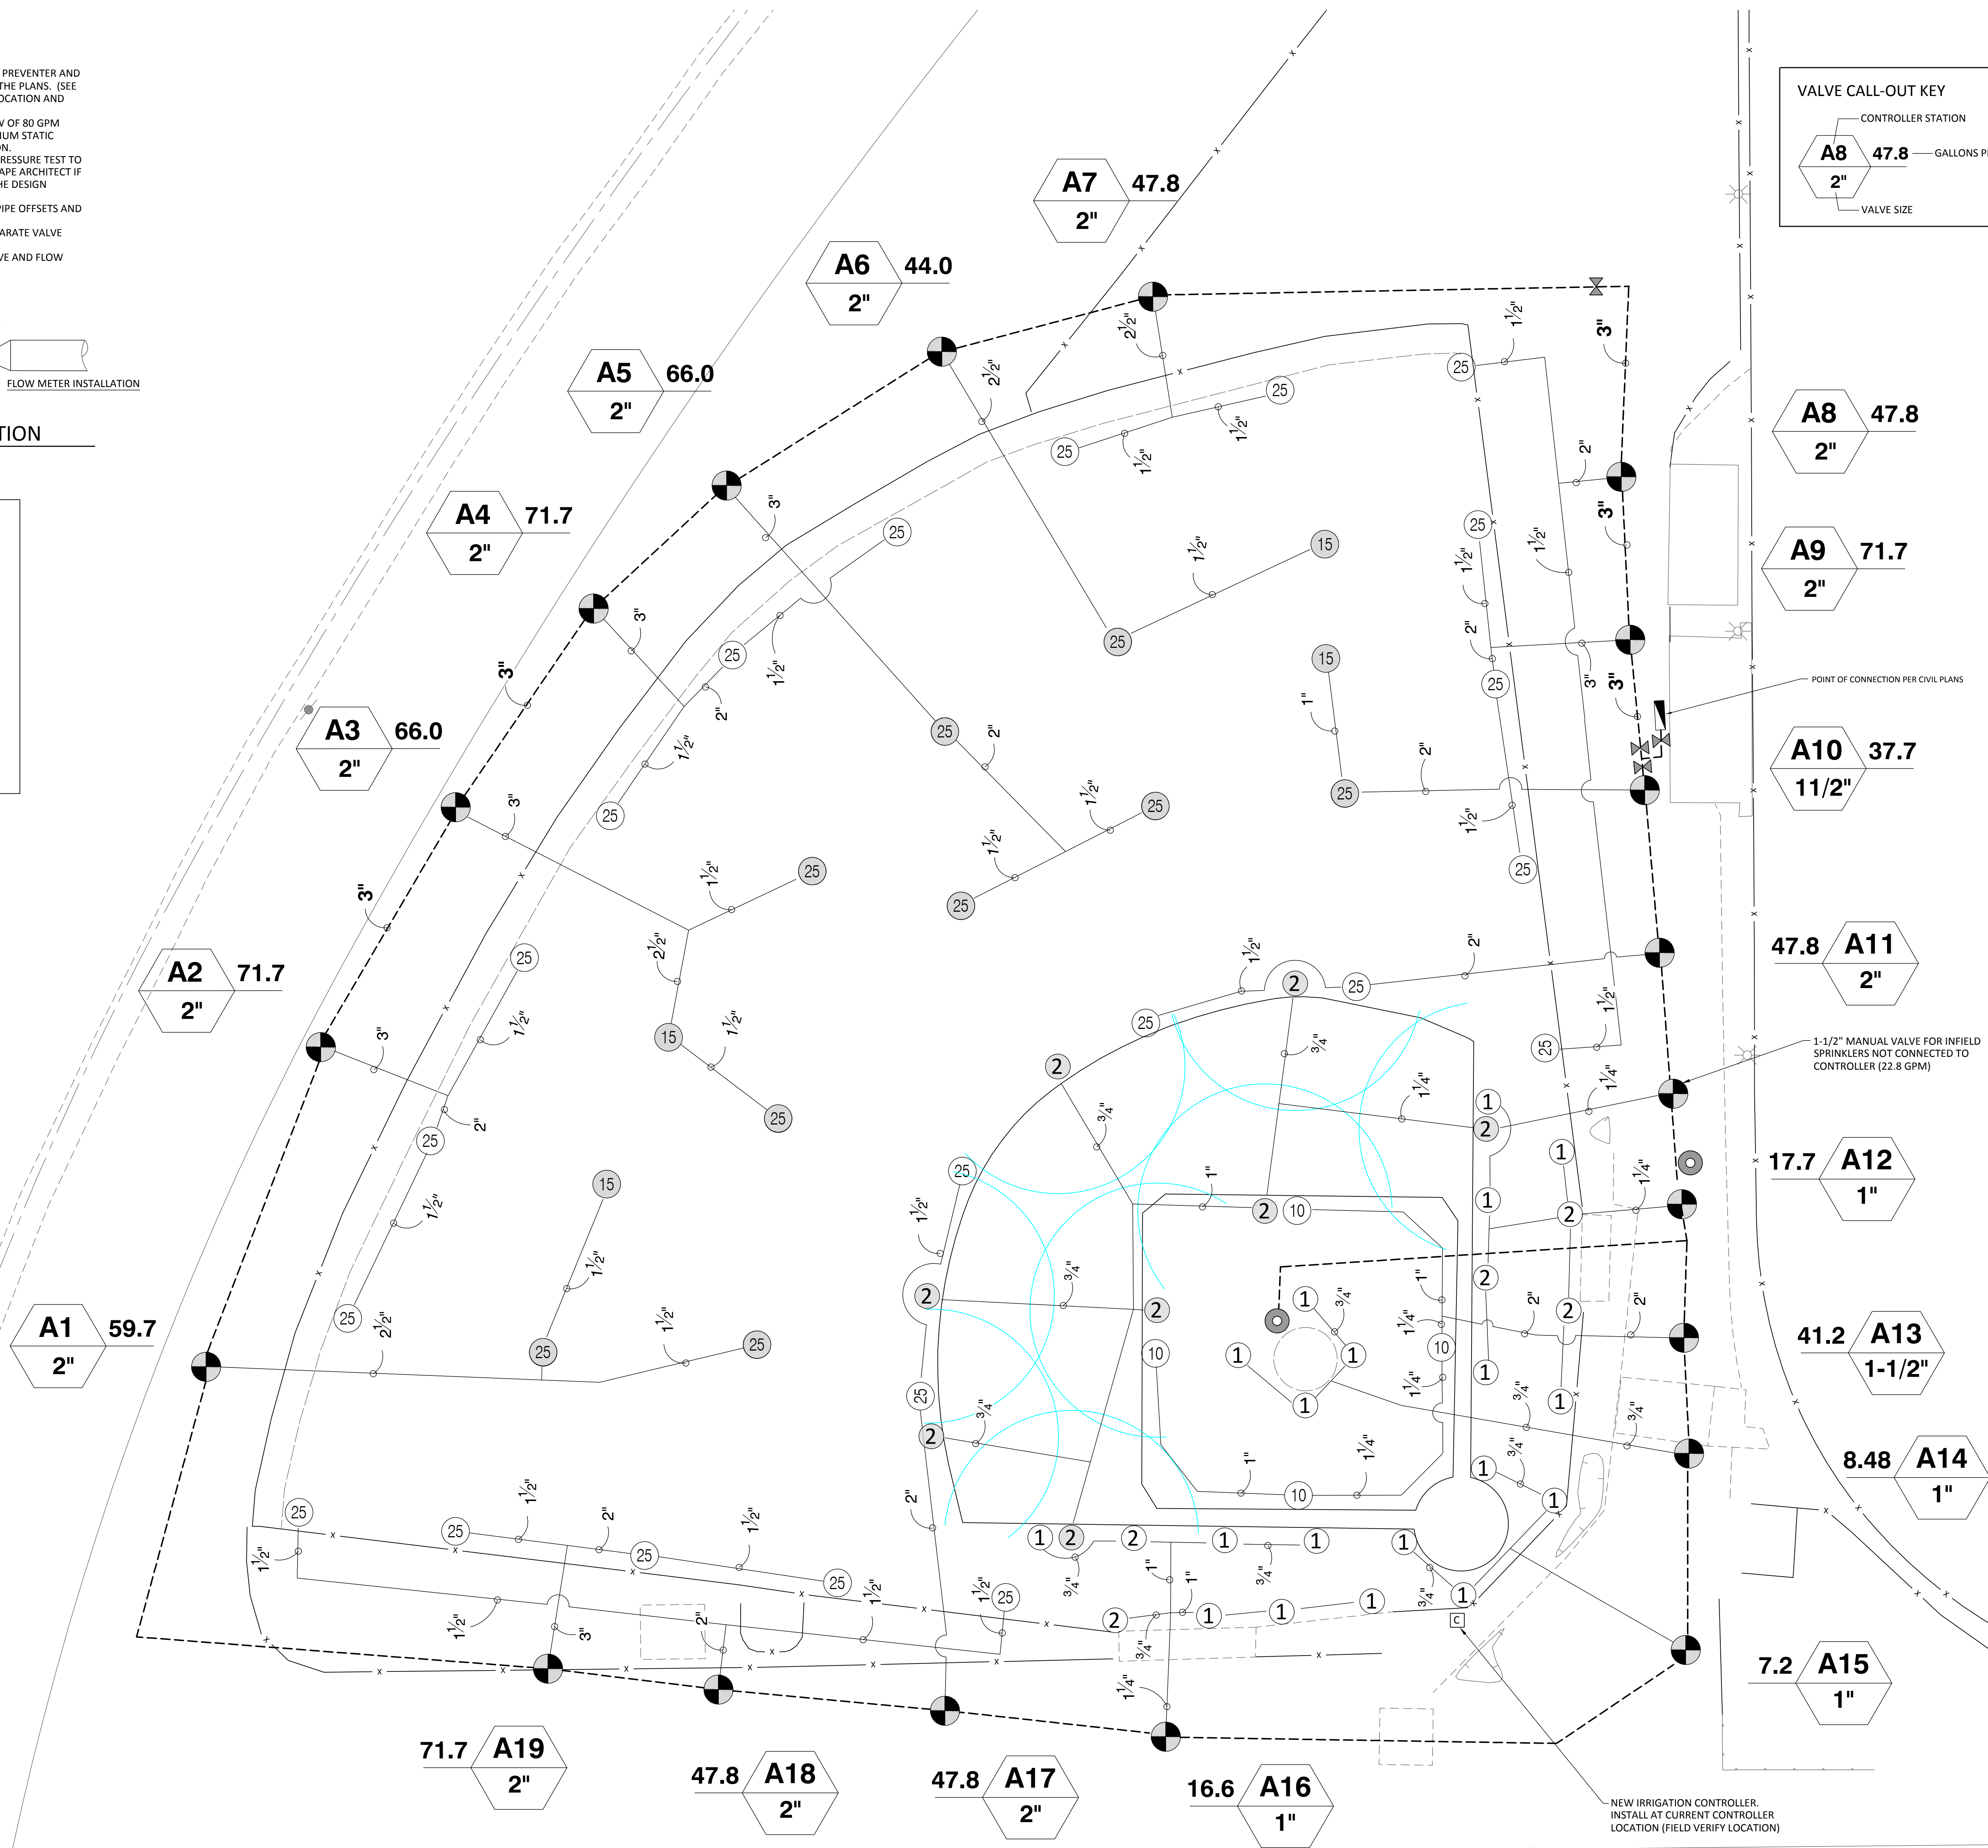 PREVENTER AND
THE PLANS. (SEE
OCATION AND
W OF 80 GPM
UM STATIC
ON.
RESSURE TEST TO
APE ARCHITECT IF
HE DESIGN
PIPE OFFSETS AND
ARATE VALVE
VE AND FLOW
FLOW METER INSTALLATION
TION
VALVE CALL-OUT KEY
CONTROLLER STATION
A8 47.8 GALLONS P
2"
VALVE SIZE
A7 47.8
2"
A6 44.0
2"
A5 66.0
2"
A4 71.7
2"
A3 66.0
2"
A2 71.7
2"
A1 59.7
2"
A8 47.8
2"
A9 71.7
2"
POINT OF CONNECTION PER CIVIL PLANS
A10 37.7
11/2"
47.8 A11
2"
1-1/2" MANUAL VALVE FOR INFIELD
SPRINKLERS NOT CONNECTED TO
CONTROLLER (22.8 GPM)
17.7 A12
1"
41.2 A13
1-1/2"
8.48 A14
1"
7.2 A15
1"
16.6 A16
1"
47.8 A17
2"
47.8 A18
2"
71.7 A19
2"
C
NEW IRRIGATION CONTROLLER.
INSTALL AT CURRENT CONTROLLER
LOCATION (FIELD VERIFY LOCATION)